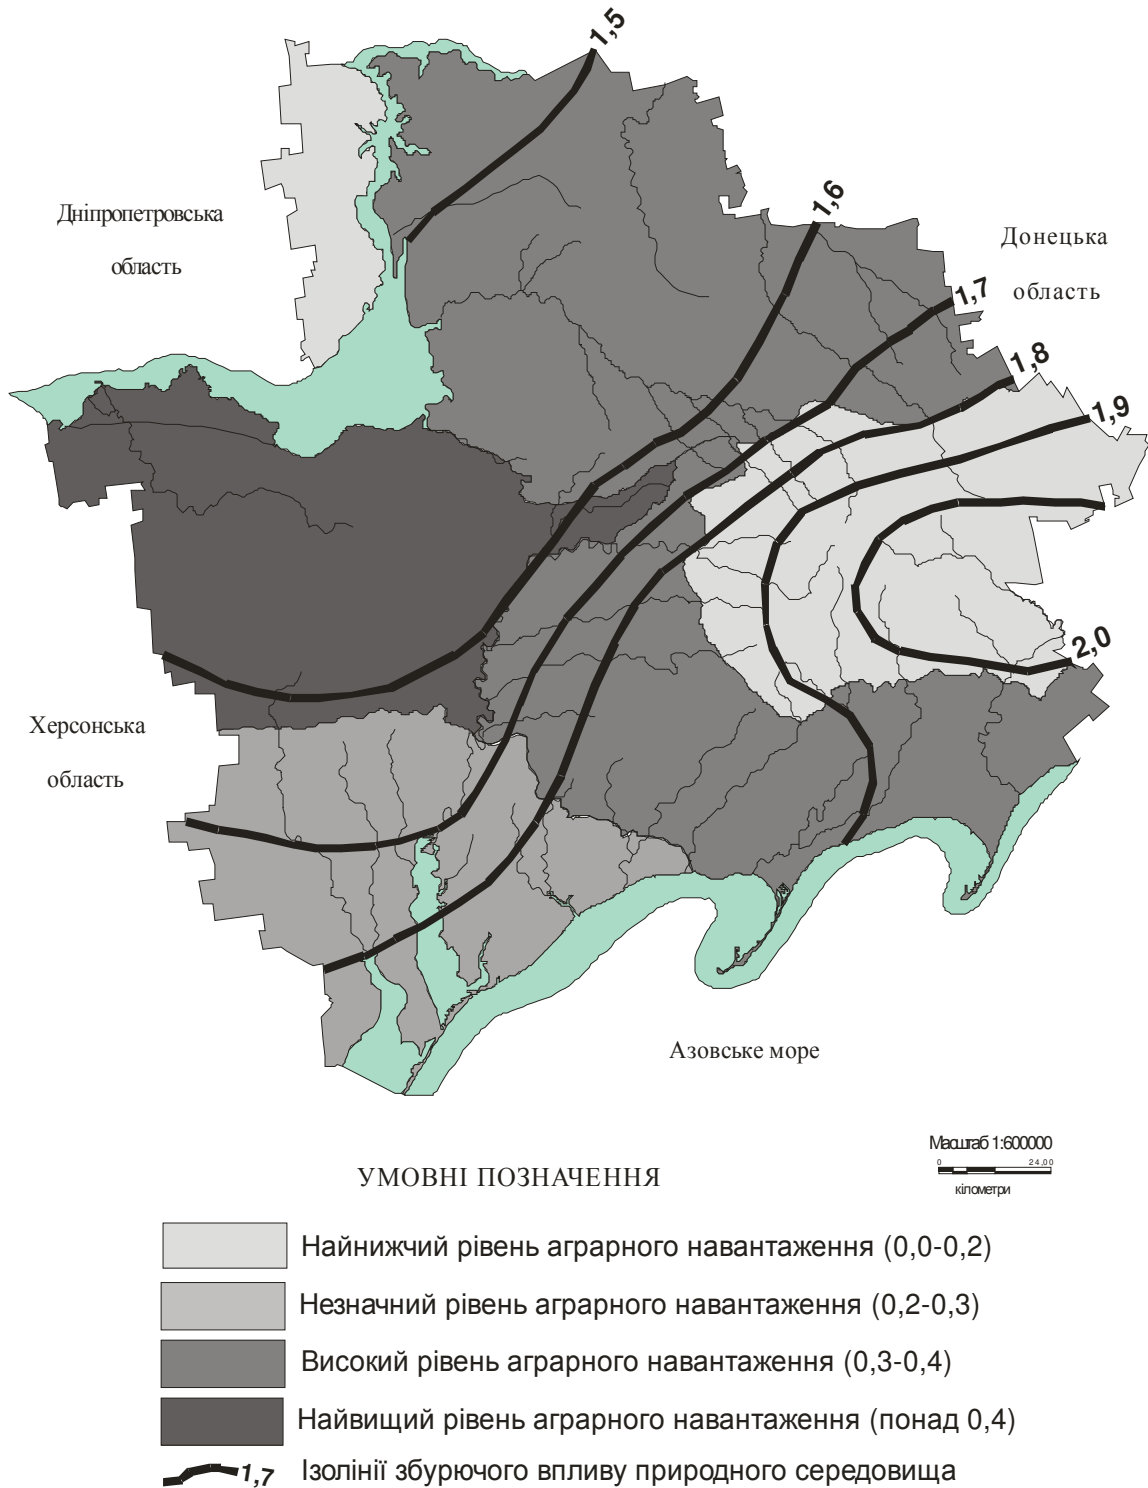 1,5
1,6
Дніпропетровська
область
Донецька
область
1,7
1,8
1,9
2,0
Херсонська
область
Азовське море
Масштаб 1:600000
0 24,00
кілометри
УМОВНІ ПОЗНАЧЕННЯ
Найнижчий рівень аграрного навантаження (0,0-0,2)
Незначний рівень аграрного навантаження (0,2-0,3)
Високий рівень аграрного навантаження (0,3-0,4)
Найвищий рівень аграрного навантаження (понад 0,4)
1,7 Ізолінії збурючого впливу природного середовища